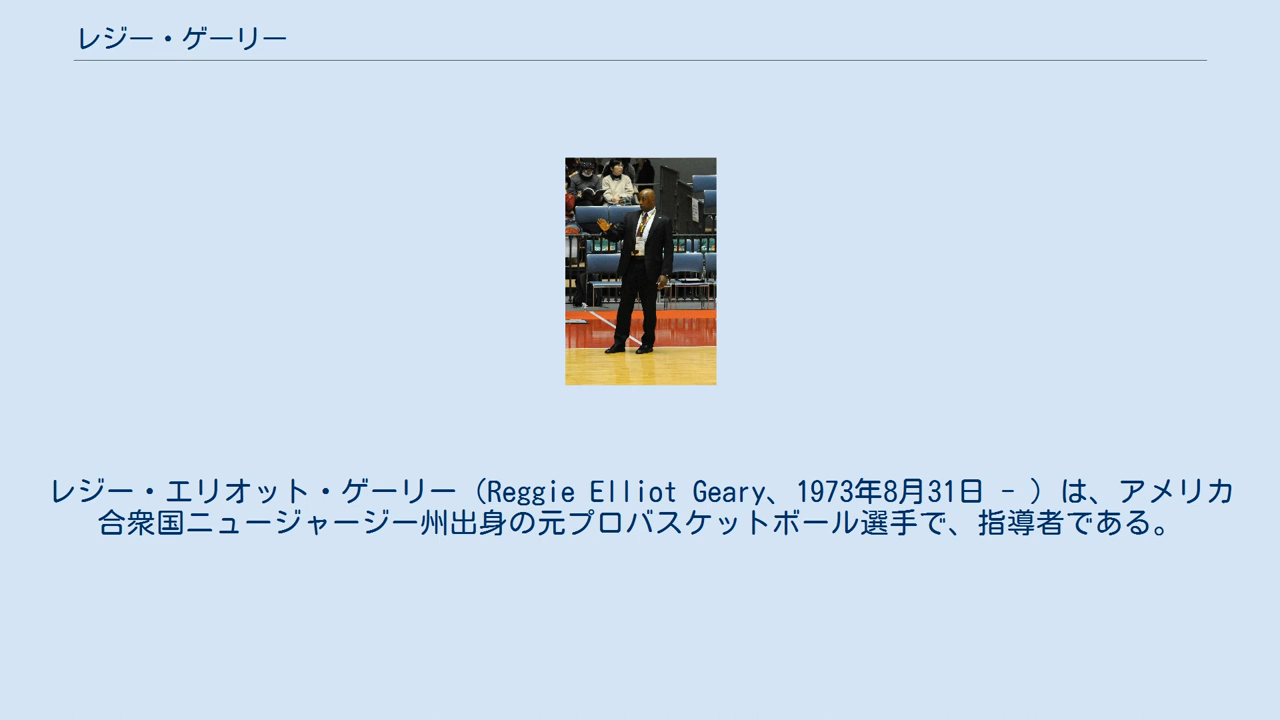 レジー・ゲーリー
レジー・エリオット・ゲーリー（Reggie Elliot Geary、1973年8月31日 - ）は、アメリカ
合衆国ニュージャージー州出身の元プロバスケットボール選手で、指導者である。